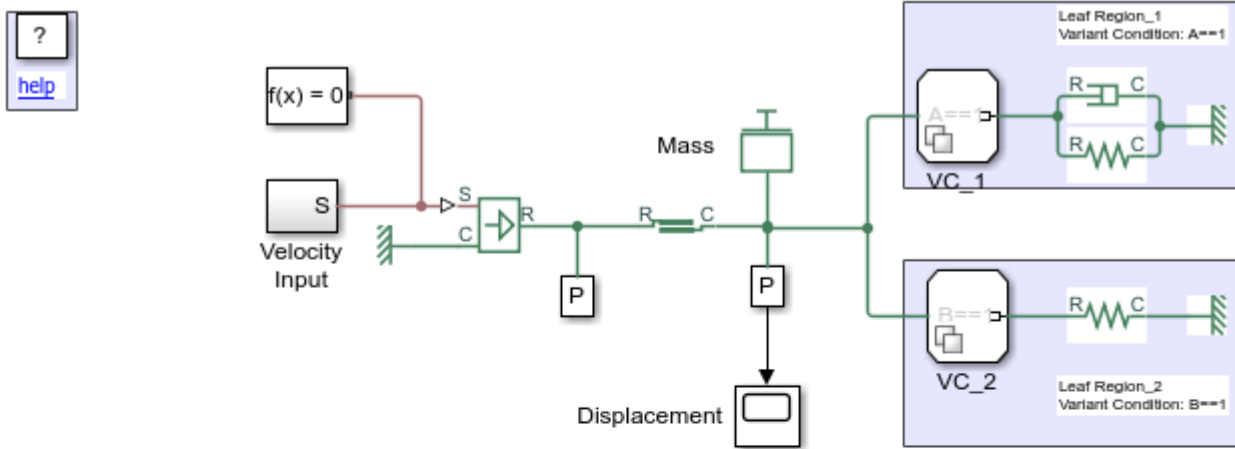 ?
help
f(x) = 0
S
Velocity
Input
S
C
R
P
R
C
Mass
P
Displacement
A==1
VC_1
Leaf Region_1
Variant Condition: A==1
R
C
R
C
B==1
VC_2
R
C
Leaf Region_2
Variant Condition: B==1